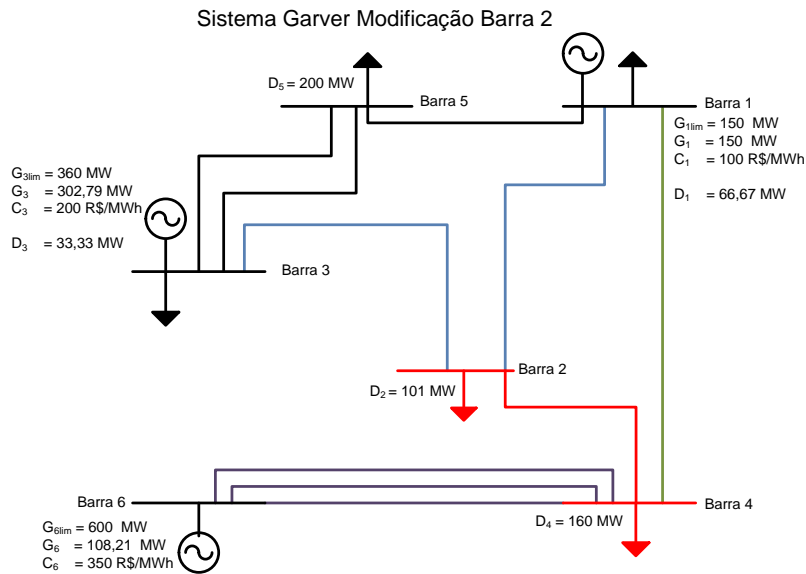 Sistema Garver Modificação Barra 2
D5 = 200 MW
Barra 5
Barra 1
G1lim = 150 MW
G1 = 150 MW
C1 = 100 R$/MWh
D1 = 66,67 MW
G3lim = 360 MW
G3 = 302,79 MW
C3 = 200 R$/MWh
D3 = 33,33 MW
Barra 3
Barra 2
D2 = 101 MW
Barra 6
Barra 4
D4 = 160 MW
G6lim = 600 MW
G6 = 108,21 MW
C6 = 350 R$/MWh